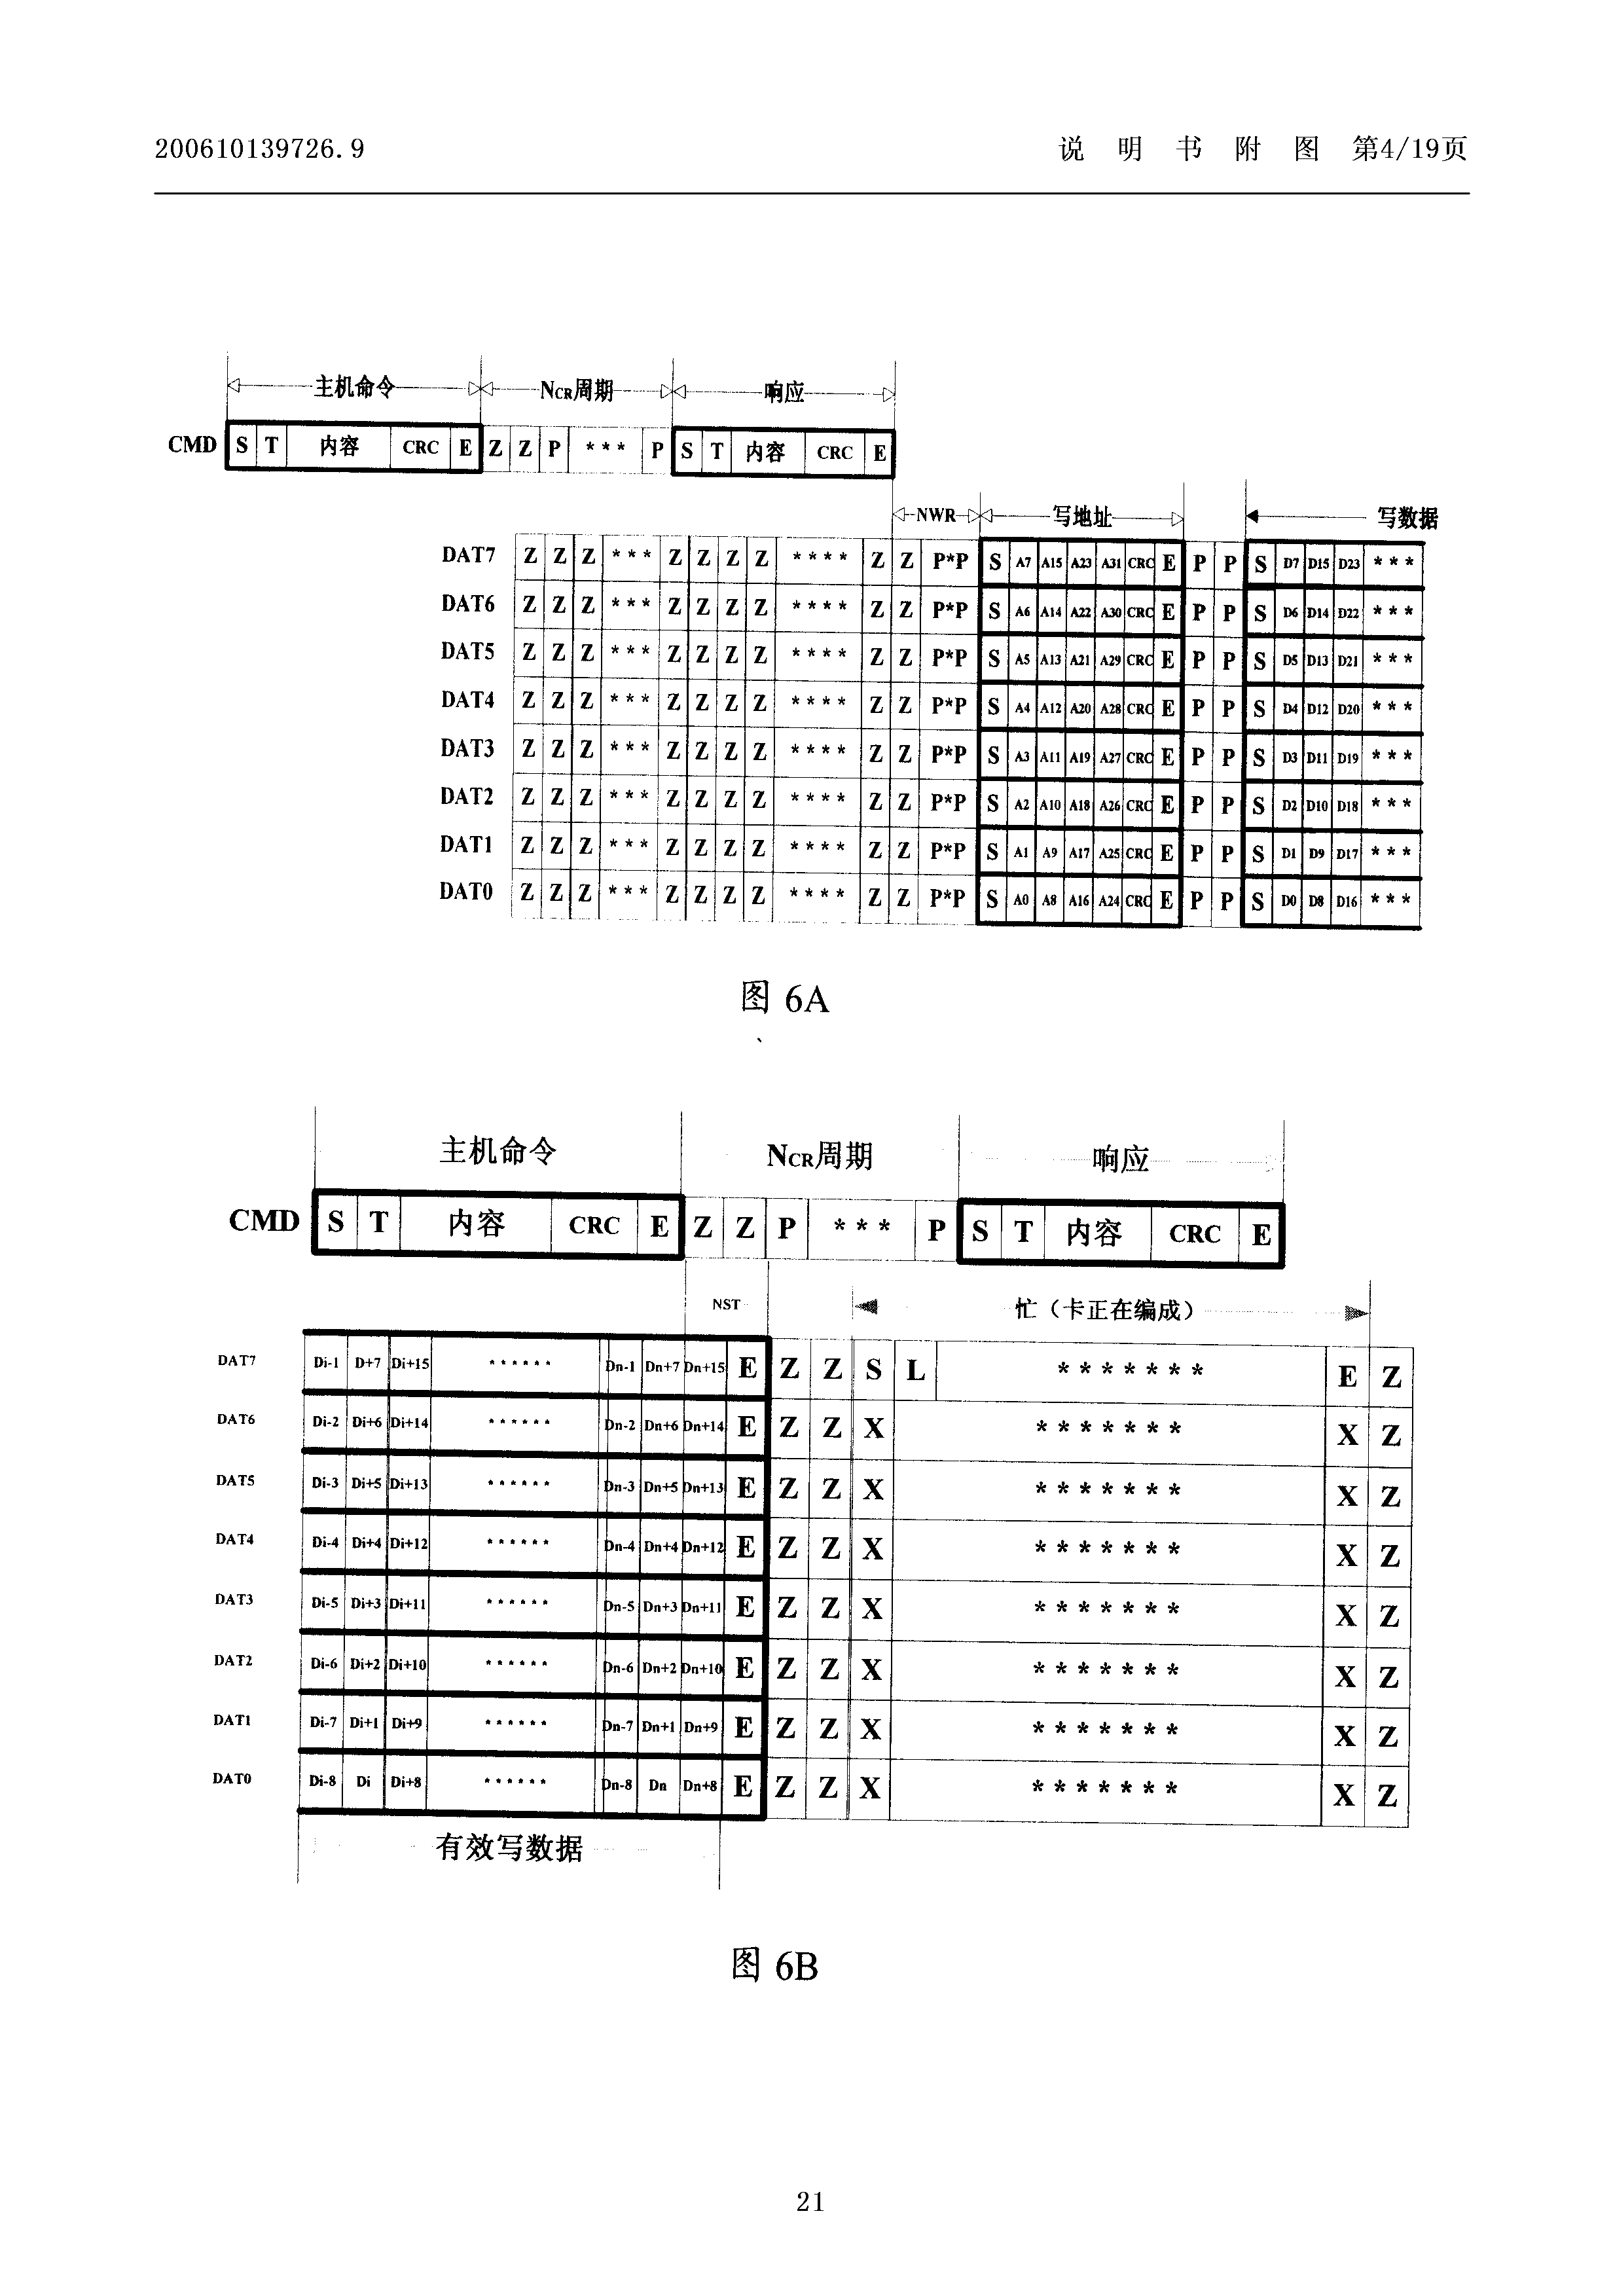 200610139726.9 说 明 书 附 图 第4/19页
主机命令 NCR周期 响应
CMD S T 内容 CRC E Z Z P *** P S T 内容 CRC E
NWR 写地址 写数据
DAT7 Z Z Z *** Z Z Z Z **** Z Z P*P S A7 A15 A23 A31 CRC E P P S D7 D15 D23 ***
DAT6 Z Z Z *** Z Z Z Z **** Z Z P*P S A6 A14 A22 A30 CRC E P P S D6 D14 D22 ***
DAT5 Z Z Z *** Z Z Z Z **** Z Z P*P S A5 A13 A21 A29 CRC E P P S D5 D13 D21 ***
DAT4 Z Z Z *** Z Z Z Z **** Z Z P*P S A4 A12 A20 A28 CRC E P P S D4 D12 D20 ***
DAT3 Z Z Z *** Z Z Z Z **** Z Z P*P S A3 A11 A19 A27 CRC E P P S D3 D11 D19 ***
DAT2 Z Z Z *** Z Z Z Z **** Z Z P*P S A2 A10 A18 A26 CRC E P P S D2 D10 D18 ***
DAT1 Z Z Z *** Z Z Z Z **** Z Z P*P S A1 A9 A17 A25 CRC E P P S D1 D9 D17 ***
DAT0 Z Z Z *** Z Z Z Z **** Z Z P*P S A0 A8 A16 A24 CRC E P P S D0 D8 D16 ***
图 6A
主机命令 NCR周期 响应
CMD S T 内容 CRC E Z Z P *** P S T 内容 CRC E
NST 忙（卡正在编成）
DAT7 Di-1 D+7 Di+15 ****** Dn-1 Dn+7 Dn+15 E Z Z S L ******* E Z
DAT6 Di-2 Di+6 Di+14 ****** Dn-2 Dn+6 Dn+14 E Z Z X ******* X Z
DAT5 Di-3 Di+5 Di+13 ****** Dn-3 Dn+5 Dn+13 E Z Z X ******* X Z
DAT4 Di-4 Di+4 Di+12 ****** Dn-4 Dn+4 Dn+12 E Z Z X ******* X Z
DAT3 Di-5 Di+3 Di+11 ****** Dn-5 Dn+3 Dn+11 E Z Z X ******* X Z
DAT2 Di-6 Di+2 Di+10 ****** Dn-6 Dn+2 Dn+10 E Z Z X ******* X Z
DAT1 Di-7 Di+1 Di+9 ****** Dn-7 Dn+1 Dn+9 E Z Z X ******* X Z
DAT0 Di-8 Di Di+8 ****** Dn-8 Dn Dn+8 E Z Z X ******* X Z
有效写数据
图 6B
21